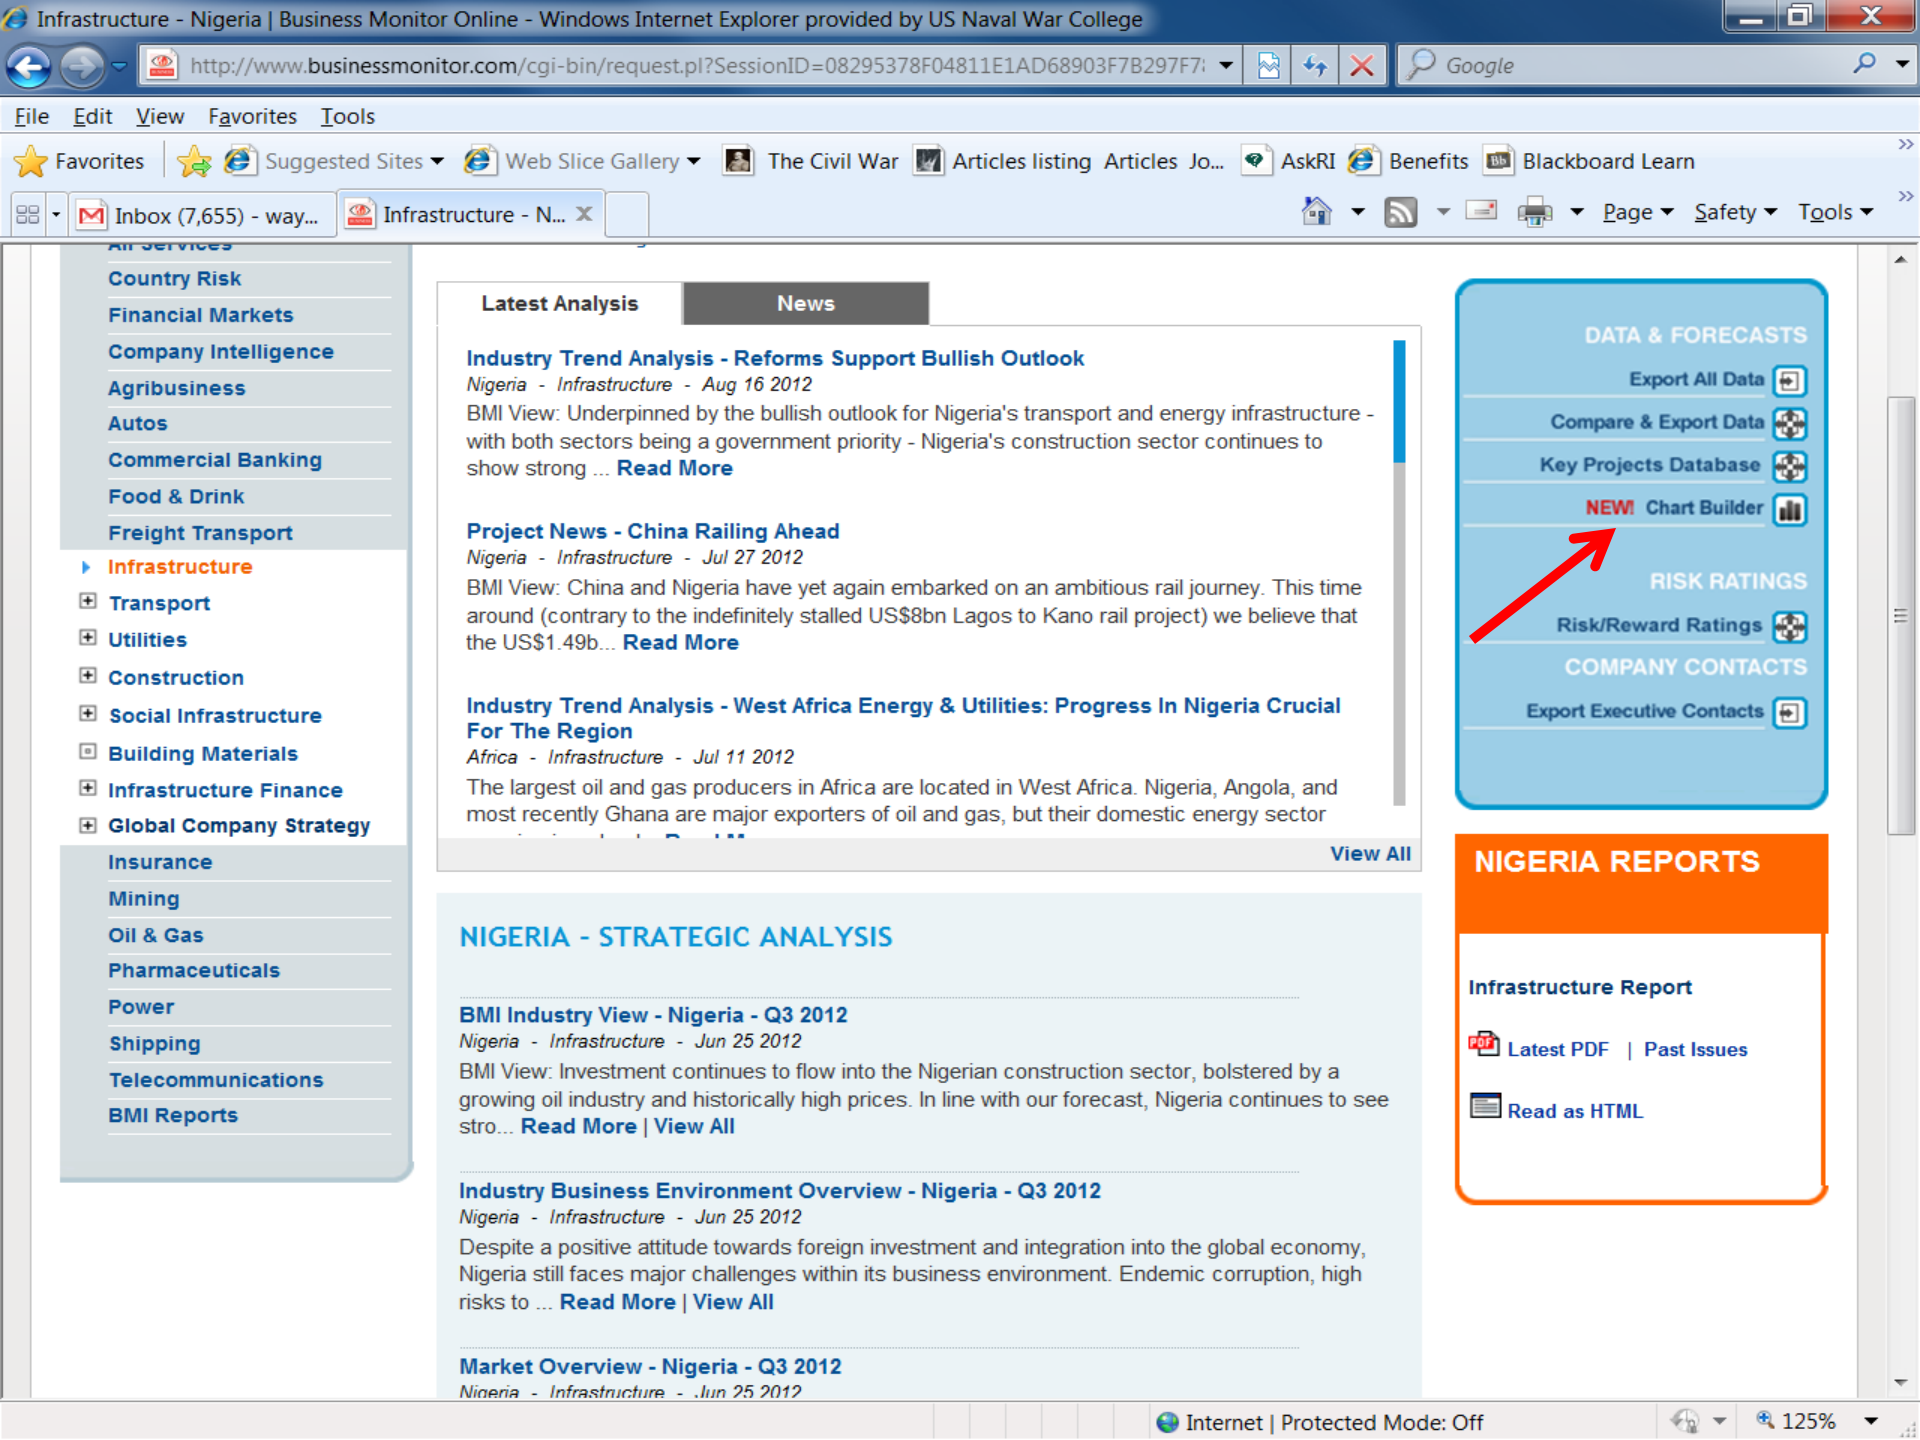 Infrastructure - Nigeria | Business Monitor Online - Windows Internet Explorer provided by US Naval War College
http://www.businessmonitor.com/cgi-bin/request.pl?SessionID=08295378F04811E1AD68903F7B297F7
Google
File Edit View Favorites Tools
Favorites Suggested Sites Web Slice Gallery The Civil War Articles listing Articles Jo... AskRI Benefits Blackboard Learn
Inbox (7,655) - way... Infrastructure - N... Page Safety Tools
All Services
Country Risk
Financial Markets
Company Intelligence
Agribusiness
Autos
Commercial Banking
Food & Drink
Freight Transport
Infrastructure
Transport
Utilities
Construction
Social Infrastructure
Building Materials
Infrastructure Finance
Global Company Strategy
Insurance
Mining
Oil & Gas
Pharmaceuticals
Power
Shipping
Telecommunications
BMI Reports
Latest Analysis News
Industry Trend Analysis - Reforms Support Bullish Outlook
Nigeria - Infrastructure - Aug 16 2012
BMI View: Underpinned by the bullish outlook for Nigeria's transport and energy infrastructure -
with both sectors being a government priority - Nigeria's construction sector continues to
show strong ... Read More
Project News - China Railing Ahead
Nigeria - Infrastructure - Jul 27 2012
BMI View: China and Nigeria have yet again embarked on an ambitious rail journey. This time
around (contrary to the indefinitely stalled US$8bn Lagos to Kano rail project) we believe that
the US$1.49b... Read More
Industry Trend Analysis - West Africa Energy & Utilities: Progress In Nigeria Crucial
For The Region
Africa - Infrastructure - Jul 11 2012
The largest oil and gas producers in Africa are located in West Africa. Nigeria, Angola, and
most recently Ghana are major exporters of oil and gas, but their domestic energy sector
View All
NIGERIA - STRATEGIC ANALYSIS
BMI Industry View - Nigeria - Q3 2012
Nigeria - Infrastructure - Jun 25 2012
BMI View: Investment continues to flow into the Nigerian construction sector, bolstered by a
growing oil industry and historically high prices. In line with our forecast, Nigeria continues to see
stro... Read More | View All
Industry Business Environment Overview - Nigeria - Q3 2012
Nigeria - Infrastructure - Jun 25 2012
Despite a positive attitude towards foreign investment and integration into the global economy,
Nigeria still faces major challenges within its business environment. Endemic corruption, high
risks to ... Read More | View All
Market Overview - Nigeria - Q3 2012
Nigeria - Infrastructure - Jun 25 2012
DATA & FORECASTS
Export All Data
Compare & Export Data
Key Projects Database
NEW! Chart Builder
RISK RATINGS
Risk/Reward Ratings
COMPANY CONTACTS
Export Executive Contacts
NIGERIA REPORTS
Infrastructure Report
PDF Latest PDF | Past Issues
Read as HTML
Internet | Protected Mode: Off
125%